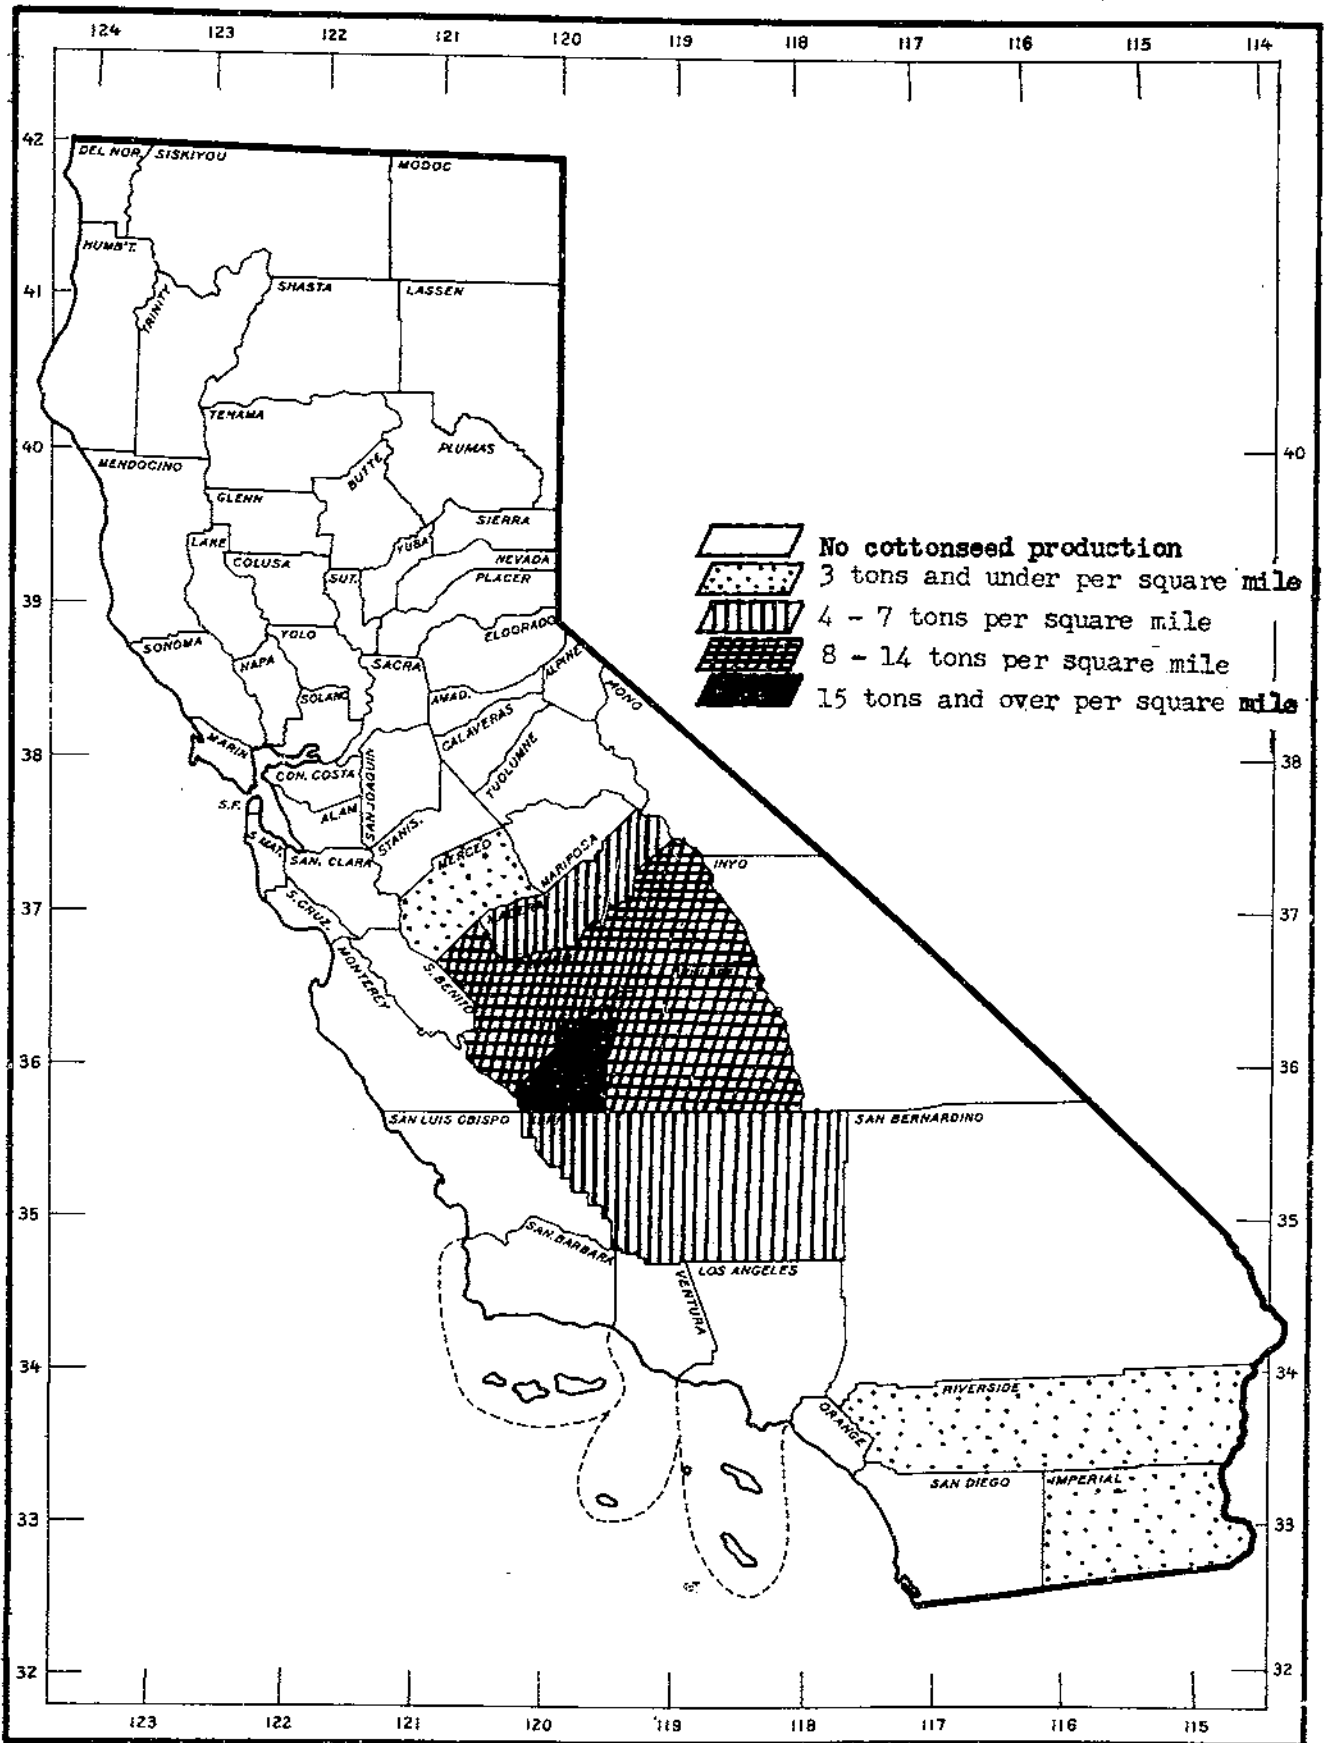 124 123 122 121 120 119 118 117 116 115 114
42
DEL NOR. SISKIYOU MODOC
HUMB'T.
41
TRINITY SHASTA LASSEN
TEHAMA
40 40
MENDOCINO BUTTE PLUMAS
GLENN
SIERRA
LAKE YUBA
COLUSA NEVADA
SUT. PLACER
No cottonseed production
3 tons and under per square mile
4 - 7 tons per square mile
8 - 14 tons per square mile
15 tons and over per square mile
39
SONOMA YOLO ELDORADO
NAPA SACRA ALPINE
SOLANO AMAD. MONO
CALAVERAS
38 38
MARIN TUOLUMNE
CON. COSTA
S.F. ALAM. SAN JOAQUIN
STANIS.
S. MAT. SAN. CLARA MERCED MARIPOSA INYO
S. CRUZ.
37 37
MADERA
MONTEREY S. BENITO
36 36
SAN LUIS OBISPO KERN SAN BERNARDINO
35 35
SAN. BARBARA
VENTURA LOS ANGELES
34 34
RIVERSIDE
ORANGE
SAN DIEGO IMPERIAL
33 33
32 32
123 122 121 120 119 118 117 116 115